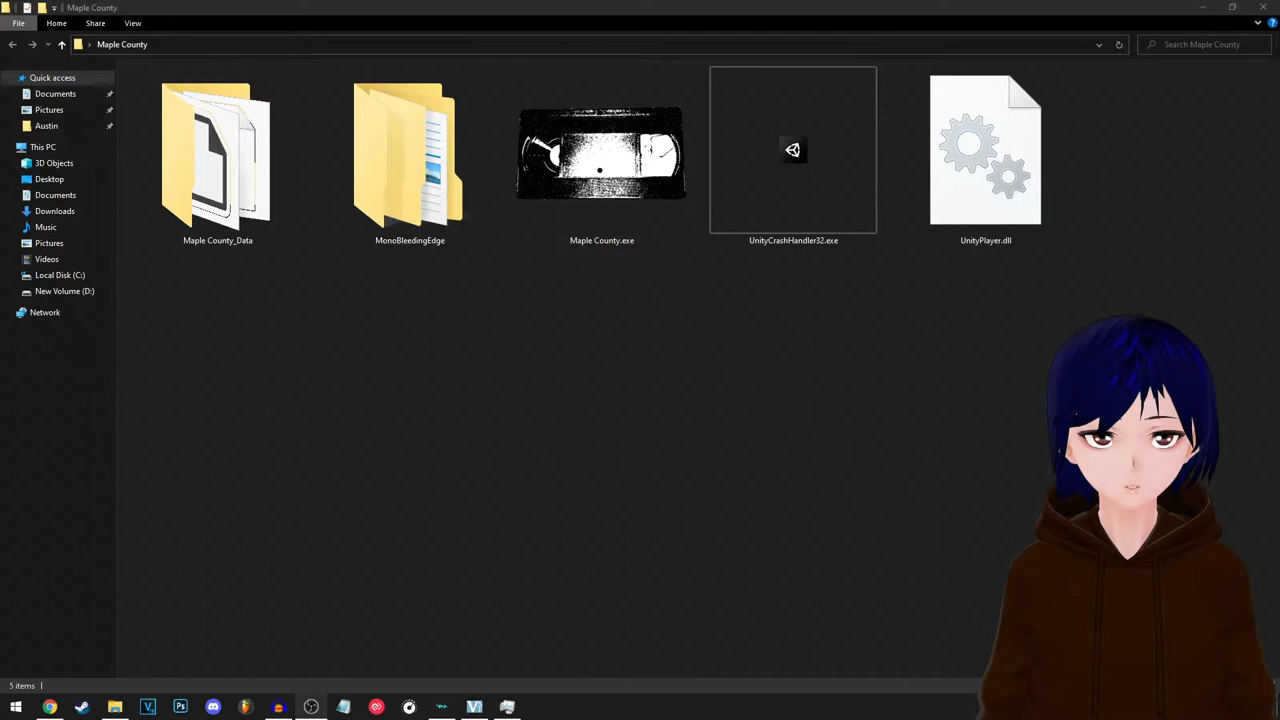 Maple County
File
Home
Share
View
Maple County
Search Maple County
Quick access
Documents
Pictures
Austin
This PC
3D Objects
Desktop
Documents
Downloads
Music
Pictures
Videos
Local Disk (C:)
New Volume (D:)
Network
Maple County_Data
MonoBleedingEdge
Maple County.exe
UnityCrashHandler32.exe
UnityPlayer.dll
5 items